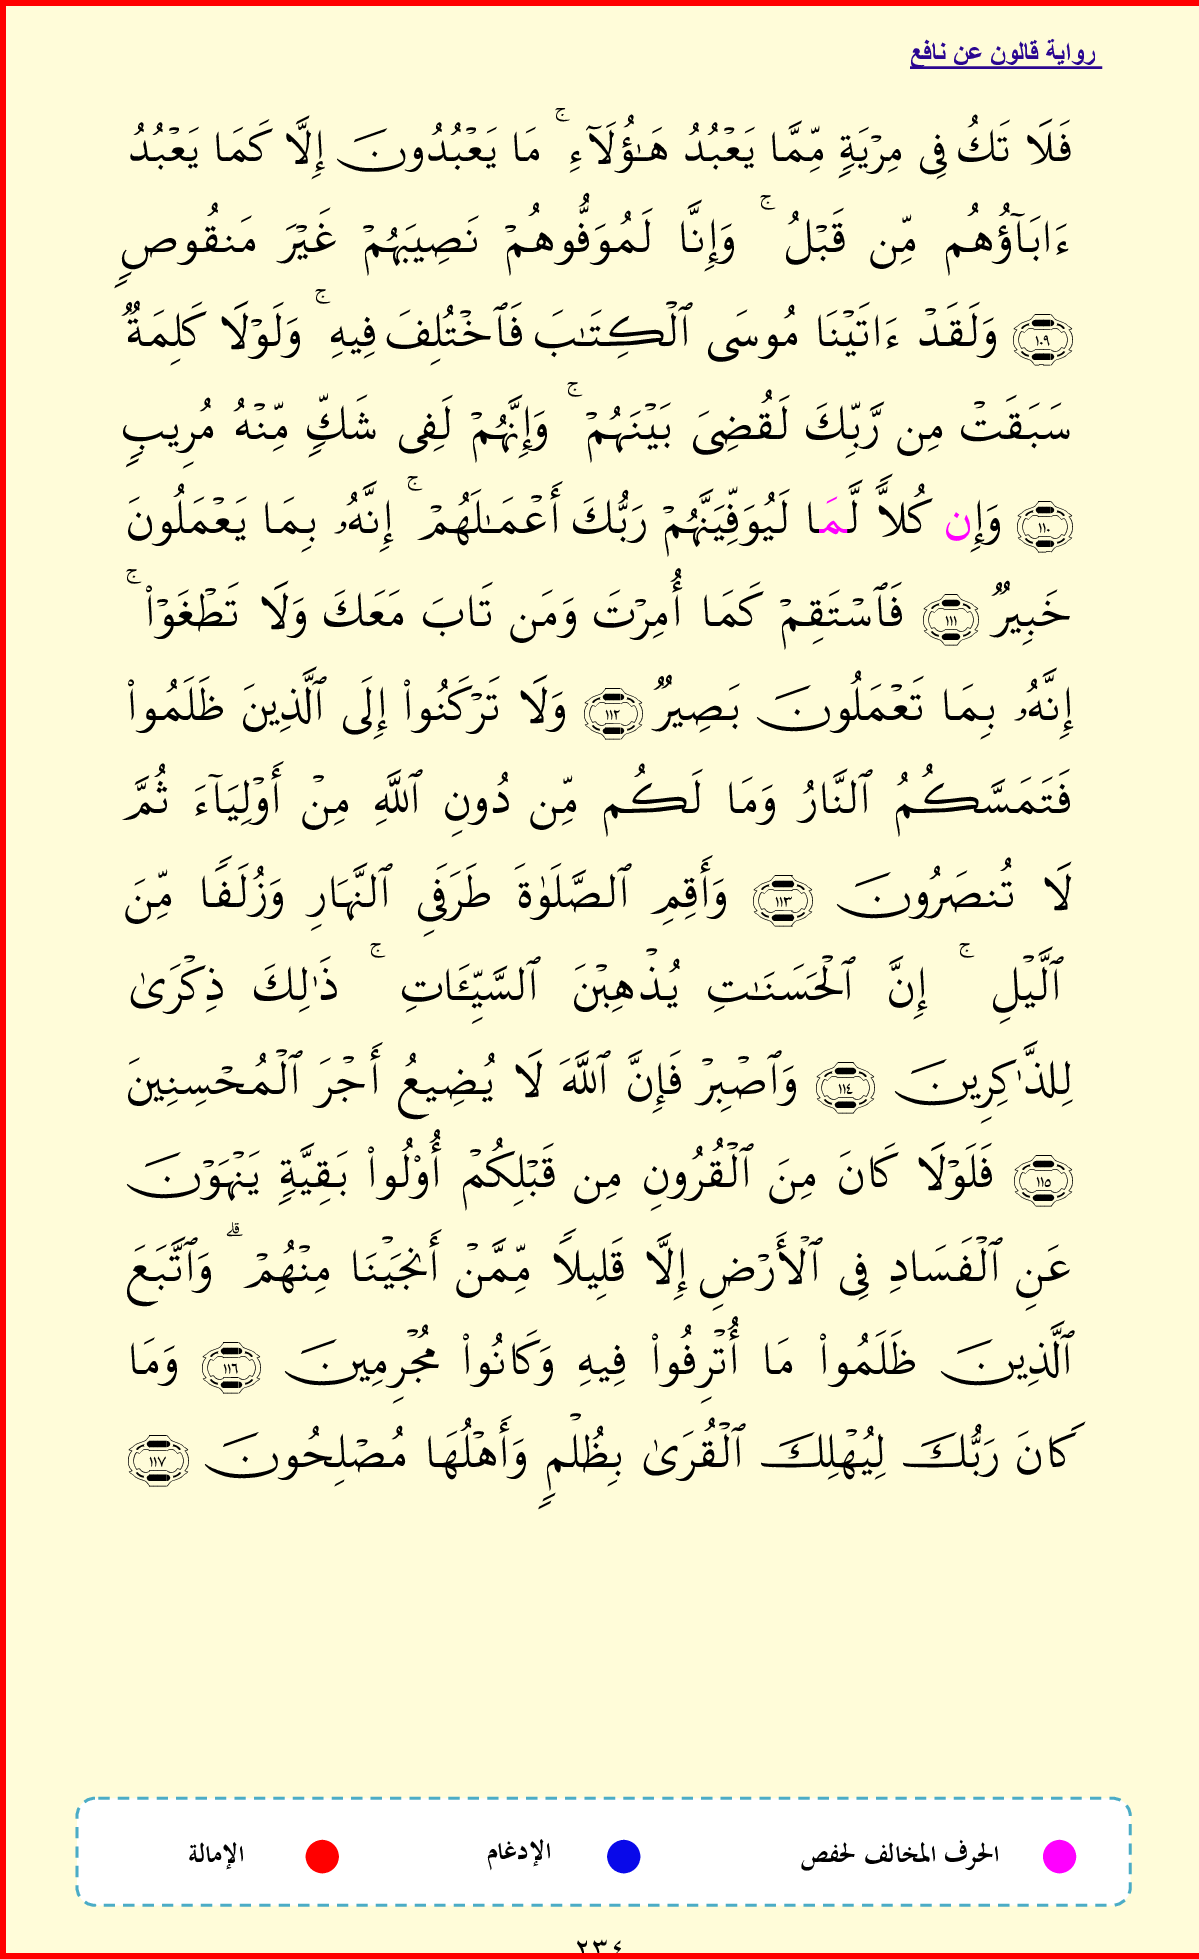 رواية قالون عن نافع
فَلَا تَكُ فِى مِرْيَةٍ مِّمَّا يَعْبُدُ هَـٰٓؤُلَآءِ ۚ مَا يَعْبُدُونَ إِلَّا كَمَا يَعْبُدُ
ءَابَآؤُهُم مِّن قَبْلُ ۚ وَإِنَّا لَمُوَفُّوهُمْ نَصِيبَهُمْ غَيْرَ مَنقُوصٍ
١٠٩ وَلَقَدْ ءَاتَيْنَا مُوسَى ٱلْكِتَـٰبَ فَٱخْتُلِفَ فِيهِ ۚ وَلَوْلَا كَلِمَةٌ
سَبَقَتْ مِن رَّبِّكَ لَقُضِىَ بَيْنَهُمْ ۚ وَإِنَّهُمْ لَفِى شَكٍّ مِّنْهُ مُرِيبٍ
١١٠ وَإِن كُلًّا لَّمَا لَيُوَفِّيَنَّهُمْ رَبُّكَ أَعْمَـٰلَهُمْ ۚ إِنَّهُۥ بِمَا يَعْمَلُونَ
خَبِيرٌ ١١١ فَٱسْتَقِمْ كَمَا أُمِرْتَ وَمَن تَابَ مَعَكَ وَلَا تَطْغَوْا۟ ۚ
إِنَّهُۥ بِمَا تَعْمَلُونَ بَصِيرٌ ١١٢ وَلَا تَرْكَنُوا۟ إِلَى ٱلَّذِينَ ظَلَمُوا۟
فَتَمَسَّكُمُ ٱلنَّارُ وَمَا لَكُم مِّن دُونِ ٱللَّهِ مِنْ أَوْلِيَآءَ ثُمَّ
لَا تُنصَرُونَ ١١٣ وَأَقِمِ ٱلصَّلَوٰةَ طَرَفَىِ ٱلنَّهَارِ وَزُلَفًا مِّنَ
ٱلَّيْلِ ۚ إِنَّ ٱلْحَسَنَـٰتِ يُذْهِبْنَ ٱلسَّيِّـَٔاتِ ۚ ذَٰلِكَ ذِكْرَىٰ
لِلذَّٰكِرِينَ ١١٤ وَٱصْبِرْ فَإِنَّ ٱللَّهَ لَا يُضِيعُ أَجْرَ ٱلْمُحْسِنِينَ
١١٥ فَلَوْلَا كَانَ مِنَ ٱلْقُرُونِ مِن قَبْلِكُمْ أُو۟لُوا۟ بَقِيَّةٍ يَنْهَوْنَ
عَنِ ٱلْفَسَادِ فِى ٱلْأَرْضِ إِلَّا قَلِيلًا مِّمَّنْ أَنجَيْنَا مِنْهُمْ ۗ وَٱتَّبَعَ
ٱلَّذِينَ ظَلَمُوا۟ مَا أُتْرِفُوا۟ فِيهِ وَكَانُوا۟ مُجْرِمِينَ ١١٦ وَمَا
كَانَ رَبُّكَ لِيُهْلِكَ ٱلْقُرَىٰ بِظُلْمٍ وَأَهْلُهَا مُصْلِحُونَ ١١٧
الحرف المخالف لحفص الإدغام الإمالة
٢٣٤